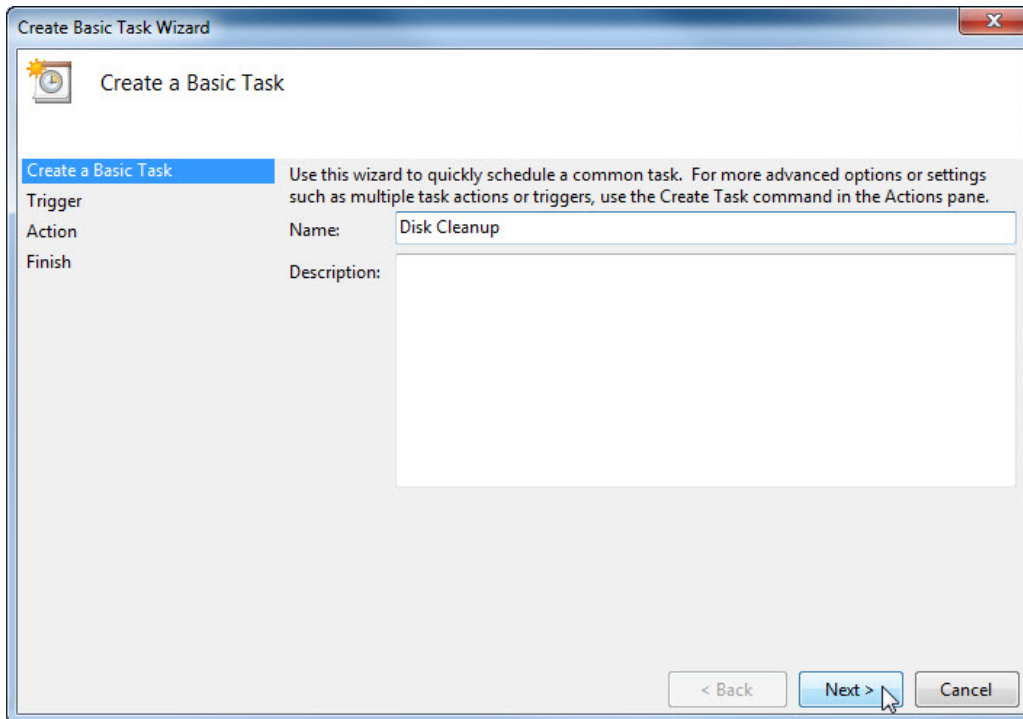 Create Basic Task Wizard
Create a Basic Task
Create a Basic Task
Trigger
Action
Finish
Use this wizard to quickly schedule a common task.  For more advanced options or settings
such as multiple task actions or triggers, use the Create Task command in the Actions pane.
Name: Disk Cleanup
Description:
< Back Next > Cancel